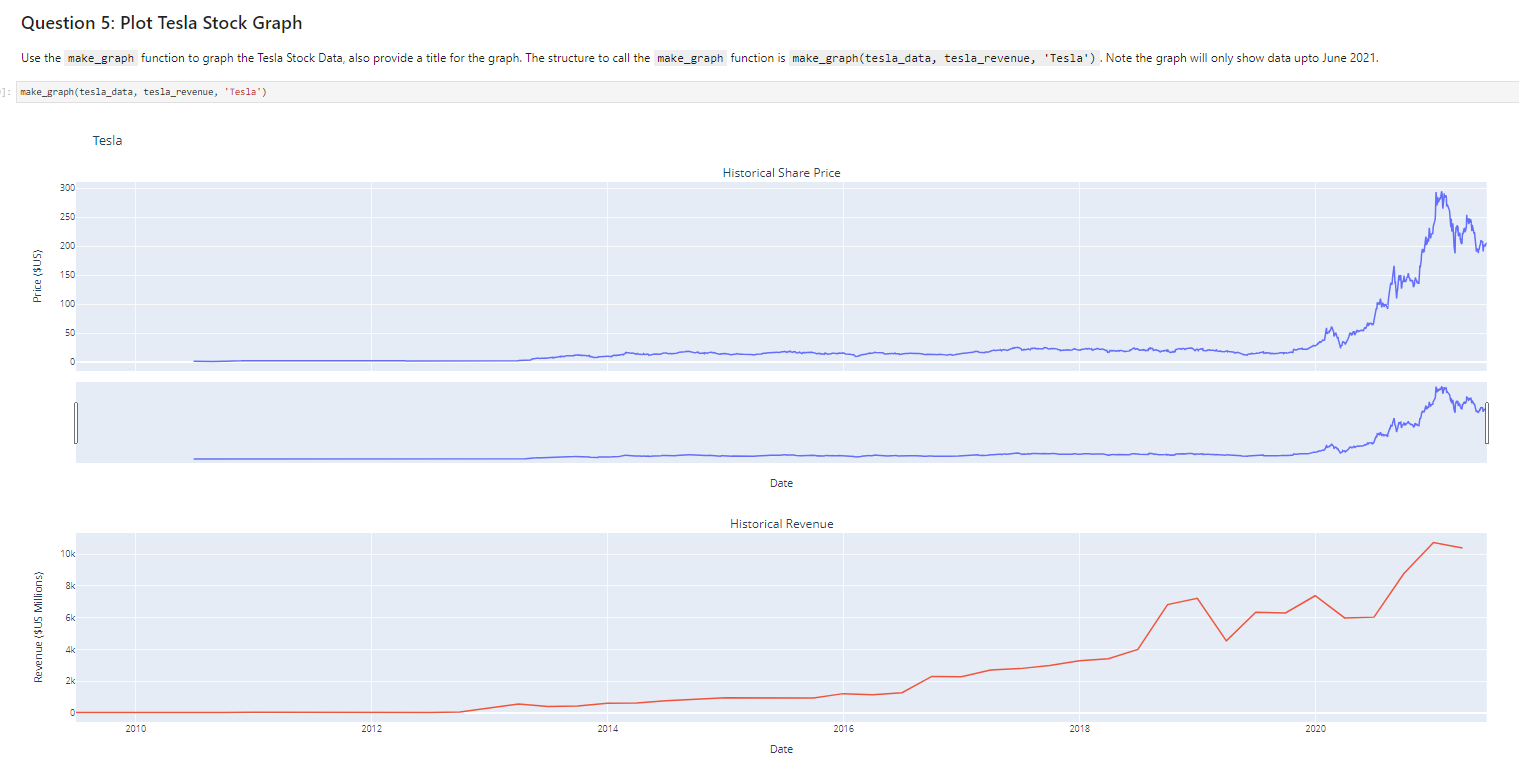 Question 5: Plot Tesla Stock Graph
Use the make_graph function to graph the Tesla Stock Data, also provide a title for the graph. The structure to call the make_graph function is make_graph(tesla_data, tesla_revenue, 'Tesla') . Note the graph will only show data upto June 2021.
]: make_graph(tesla_data, tesla_revenue, 'Tesla')
Tesla
Historical Share Price
300
250
200
150
100
50
0
Price ($US)
Date
Historical Revenue
10k
8k
6k
4k
2k
0
Revenue ($US Millions)
2010 2012 2014 2016 2018 2020
Date